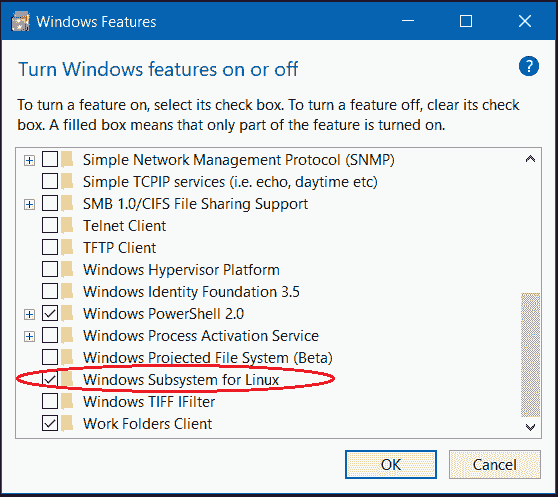 Windows Features
Turn Windows features on or off
?
To turn a feature on, select its check box. To turn a feature off, clear its check
box. A filled box means that only part of the feature is turned on.
Simple Network Management Protocol (SNMP)
Simple TCPIP services (i.e. echo, daytime etc)
SMB 1.0/CIFS File Sharing Support
Telnet Client
TFTP Client
Windows Hypervisor Platform
Windows Identity Foundation 3.5
Windows PowerShell 2.0
Windows Process Activation Service
Windows Projected File System (Beta)
Windows Subsystem for Linux
Windows TIFF IFilter
Work Folders Client
OK
Cancel